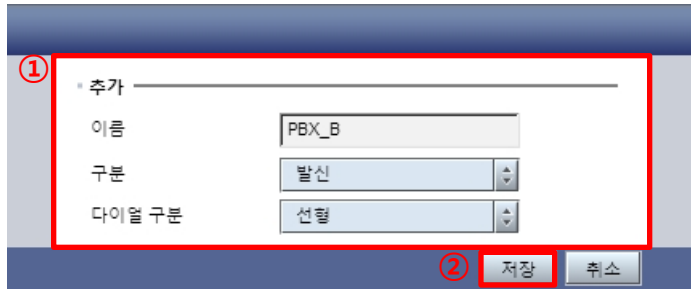 ①
추가
이름 PBX_B
구분 발신
다이얼 구분 선형
② 저장 취소